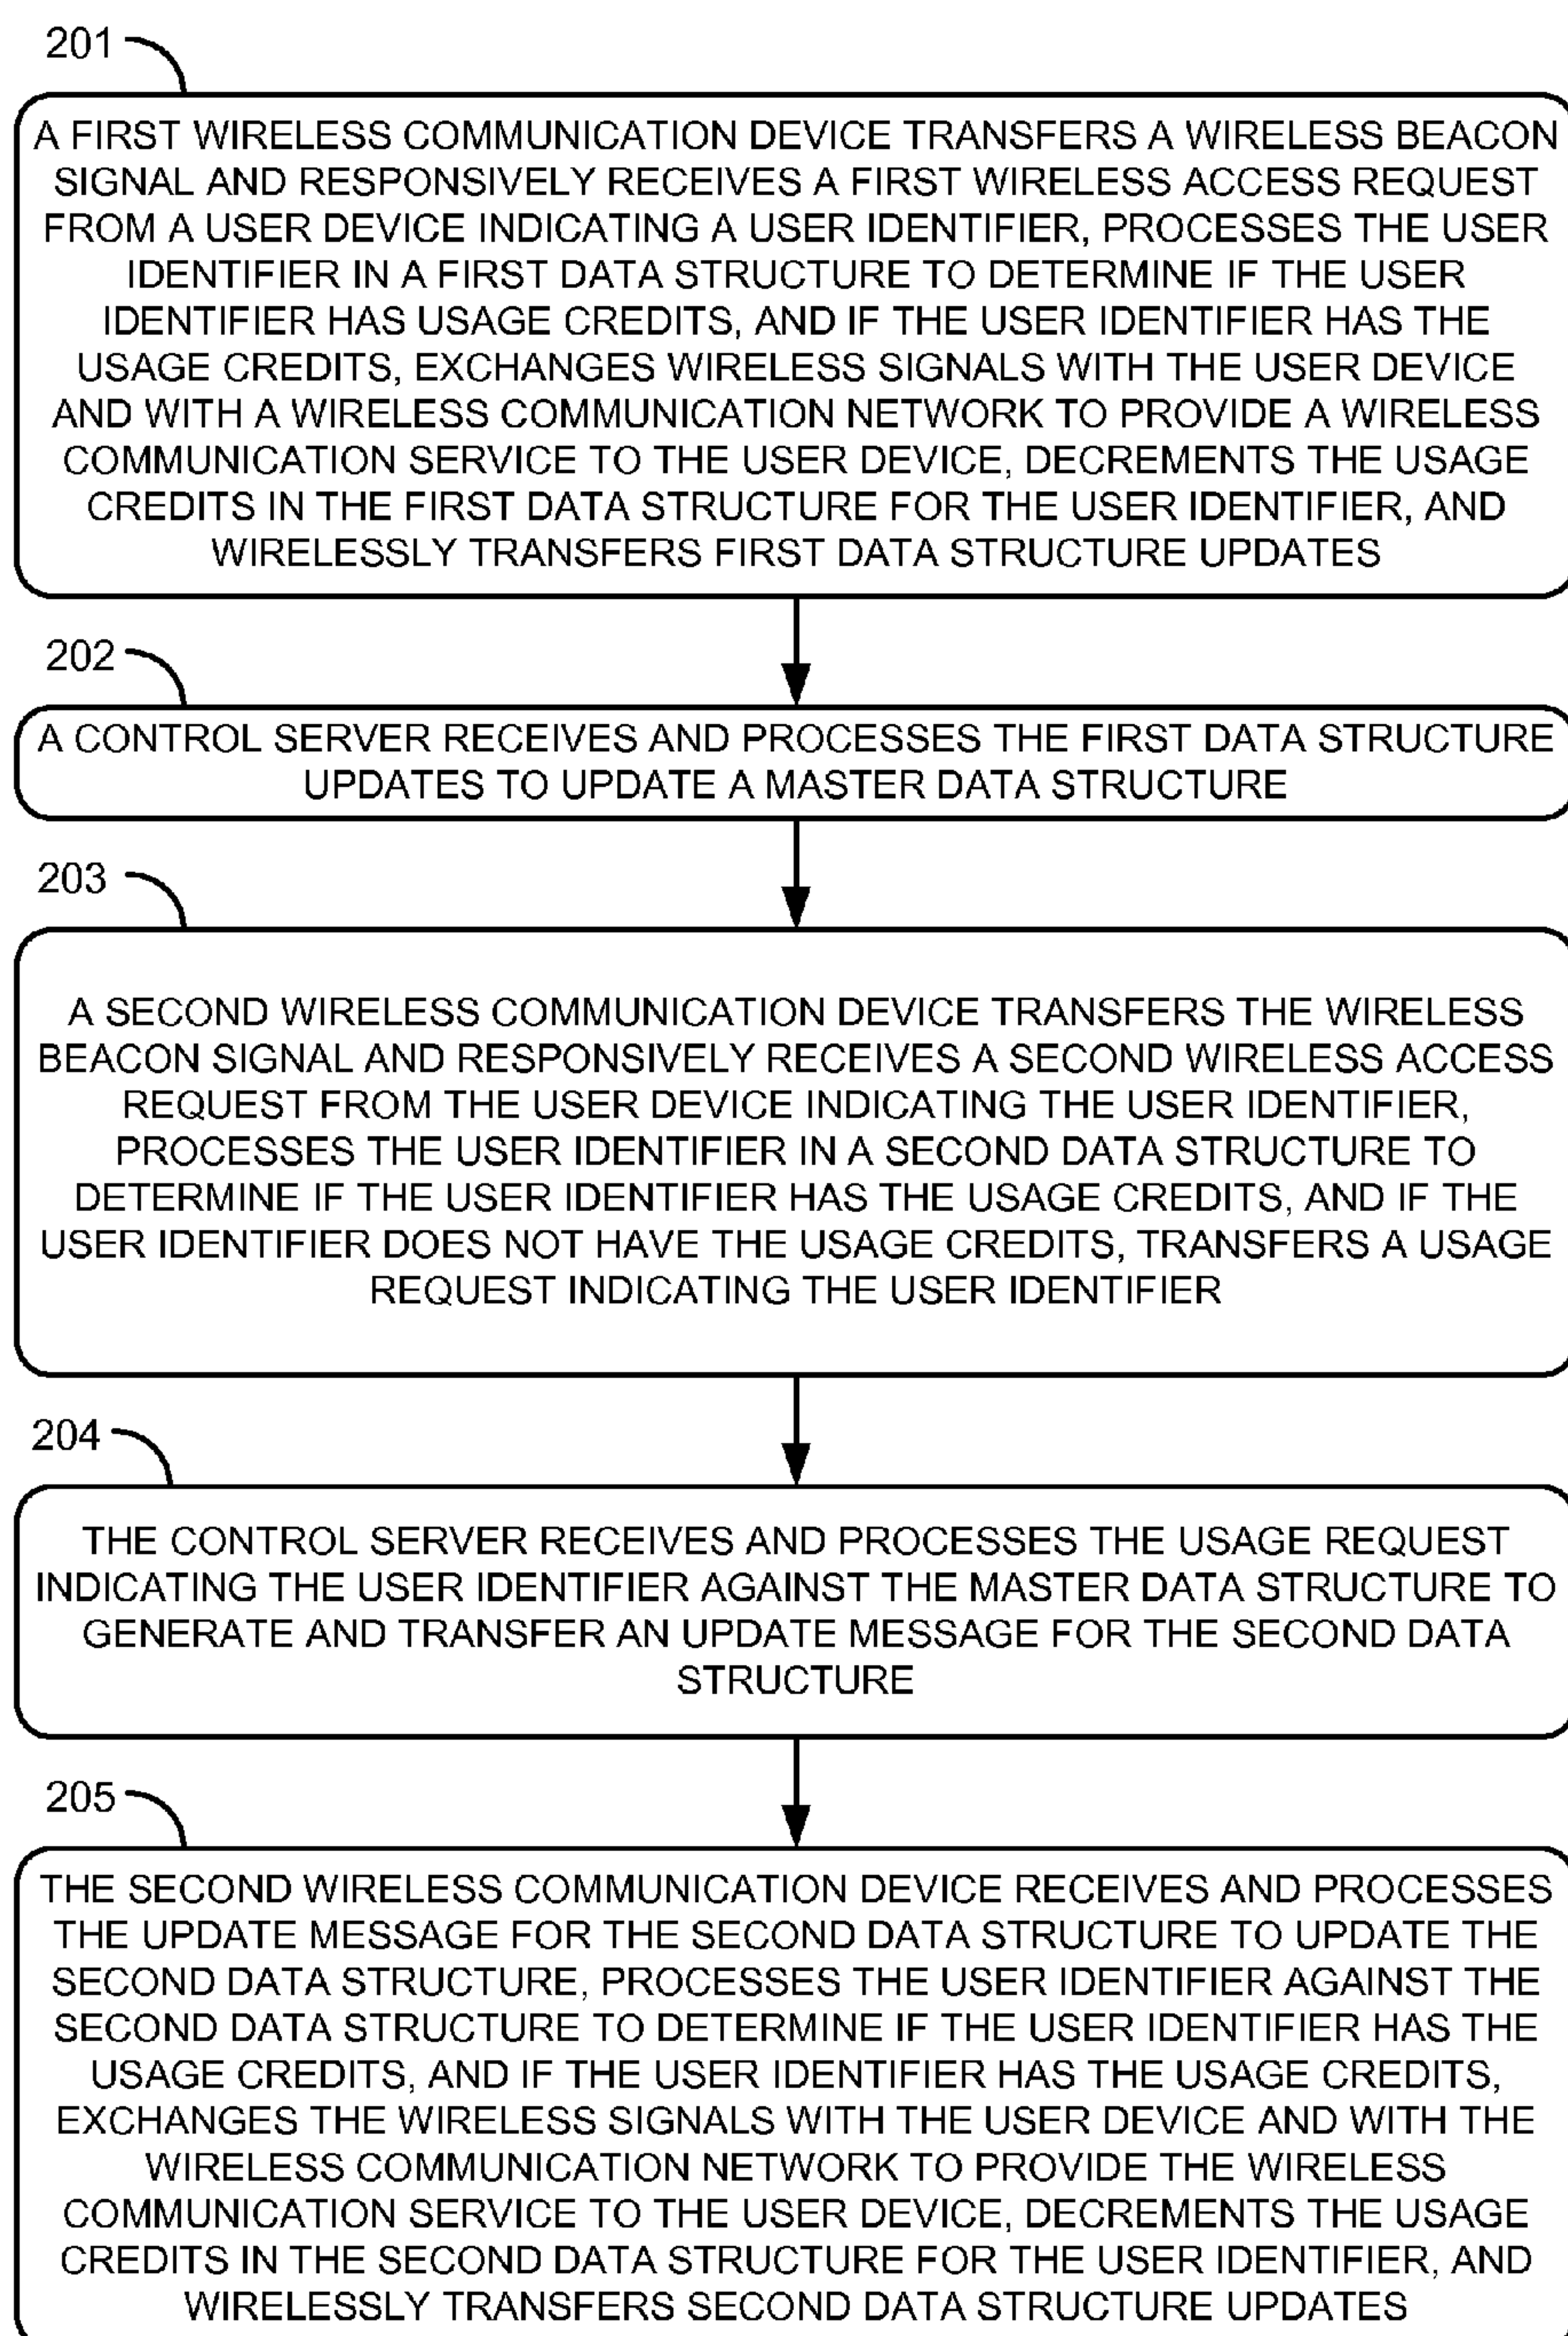 201
A FIRST WIRELESS COMMUNICATION DEVICE TRANSFERS A WIRELESS BEACON
SIGNAL AND RESPONSIVELY RECEIVES A FIRST WIRELESS ACCESS REQUEST
FROM A USER DEVICE INDICATING A USER IDENTIFIER, PROCESSES THE USER
IDENTIFIER IN A FIRST DATA STRUCTURE TO DETERMINE IF THE USER
IDENTIFIER HAS USAGE CREDITS, AND IF THE USER IDENTIFIER HAS THE
USAGE CREDITS, EXCHANGES WIRELESS SIGNALS WITH THE USER DEVICE
AND WITH A WIRELESS COMMUNICATION NETWORK TO PROVIDE A WIRELESS
COMMUNICATION SERVICE TO THE USER DEVICE, DECREMENTS THE USAGE
CREDITS IN THE FIRST DATA STRUCTURE FOR THE USER IDENTIFIER, AND
WIRELESSLY TRANSFERS FIRST DATA STRUCTURE UPDATES
202
A CONTROL SERVER RECEIVES AND PROCESSES THE FIRST DATA STRUCTURE
UPDATES TO UPDATE A MASTER DATA STRUCTURE
203
A SECOND WIRELESS COMMUNICATION DEVICE TRANSFERS THE WIRELESS
BEACON SIGNAL AND RESPONSIVELY RECEIVES A SECOND WIRELESS ACCESS
REQUEST FROM THE USER DEVICE INDICATING THE USER IDENTIFIER,
PROCESSES THE USER IDENTIFIER IN A SECOND DATA STRUCTURE TO
DETERMINE IF THE USER IDENTIFIER HAS THE USAGE CREDITS, AND IF THE
USER IDENTIFIER DOES NOT HAVE THE USAGE CREDITS, TRANSFERS A USAGE
REQUEST INDICATING THE USER IDENTIFIER
204
THE CONTROL SERVER RECEIVES AND PROCESSES THE USAGE REQUEST
INDICATING THE USER IDENTIFIER AGAINST THE MASTER DATA STRUCTURE TO
GENERATE AND TRANSFER AN UPDATE MESSAGE FOR THE SECOND DATA
STRUCTURE
205
THE SECOND WIRELESS COMMUNICATION DEVICE RECEIVES AND PROCESSES
THE UPDATE MESSAGE FOR THE SECOND DATA STRUCTURE TO UPDATE THE
SECOND DATA STRUCTURE, PROCESSES THE USER IDENTIFIER AGAINST THE
SECOND DATA STRUCTURE TO DETERMINE IF THE USER IDENTIFIER HAS THE
USAGE CREDITS, AND IF THE USER IDENTIFIER HAS THE USAGE CREDITS,
EXCHANGES THE WIRELESS SIGNALS WITH THE USER DEVICE AND WITH THE
WIRELESS COMMUNICATION NETWORK TO PROVIDE THE WIRELESS
COMMUNICATION SERVICE TO THE USER DEVICE, DECREMENTS THE USAGE
CREDITS IN THE SECOND DATA STRUCTURE FOR THE USER IDENTIFIER, AND
WIRELESSLY TRANSFERS SECOND DATA STRUCTURE UPDATES